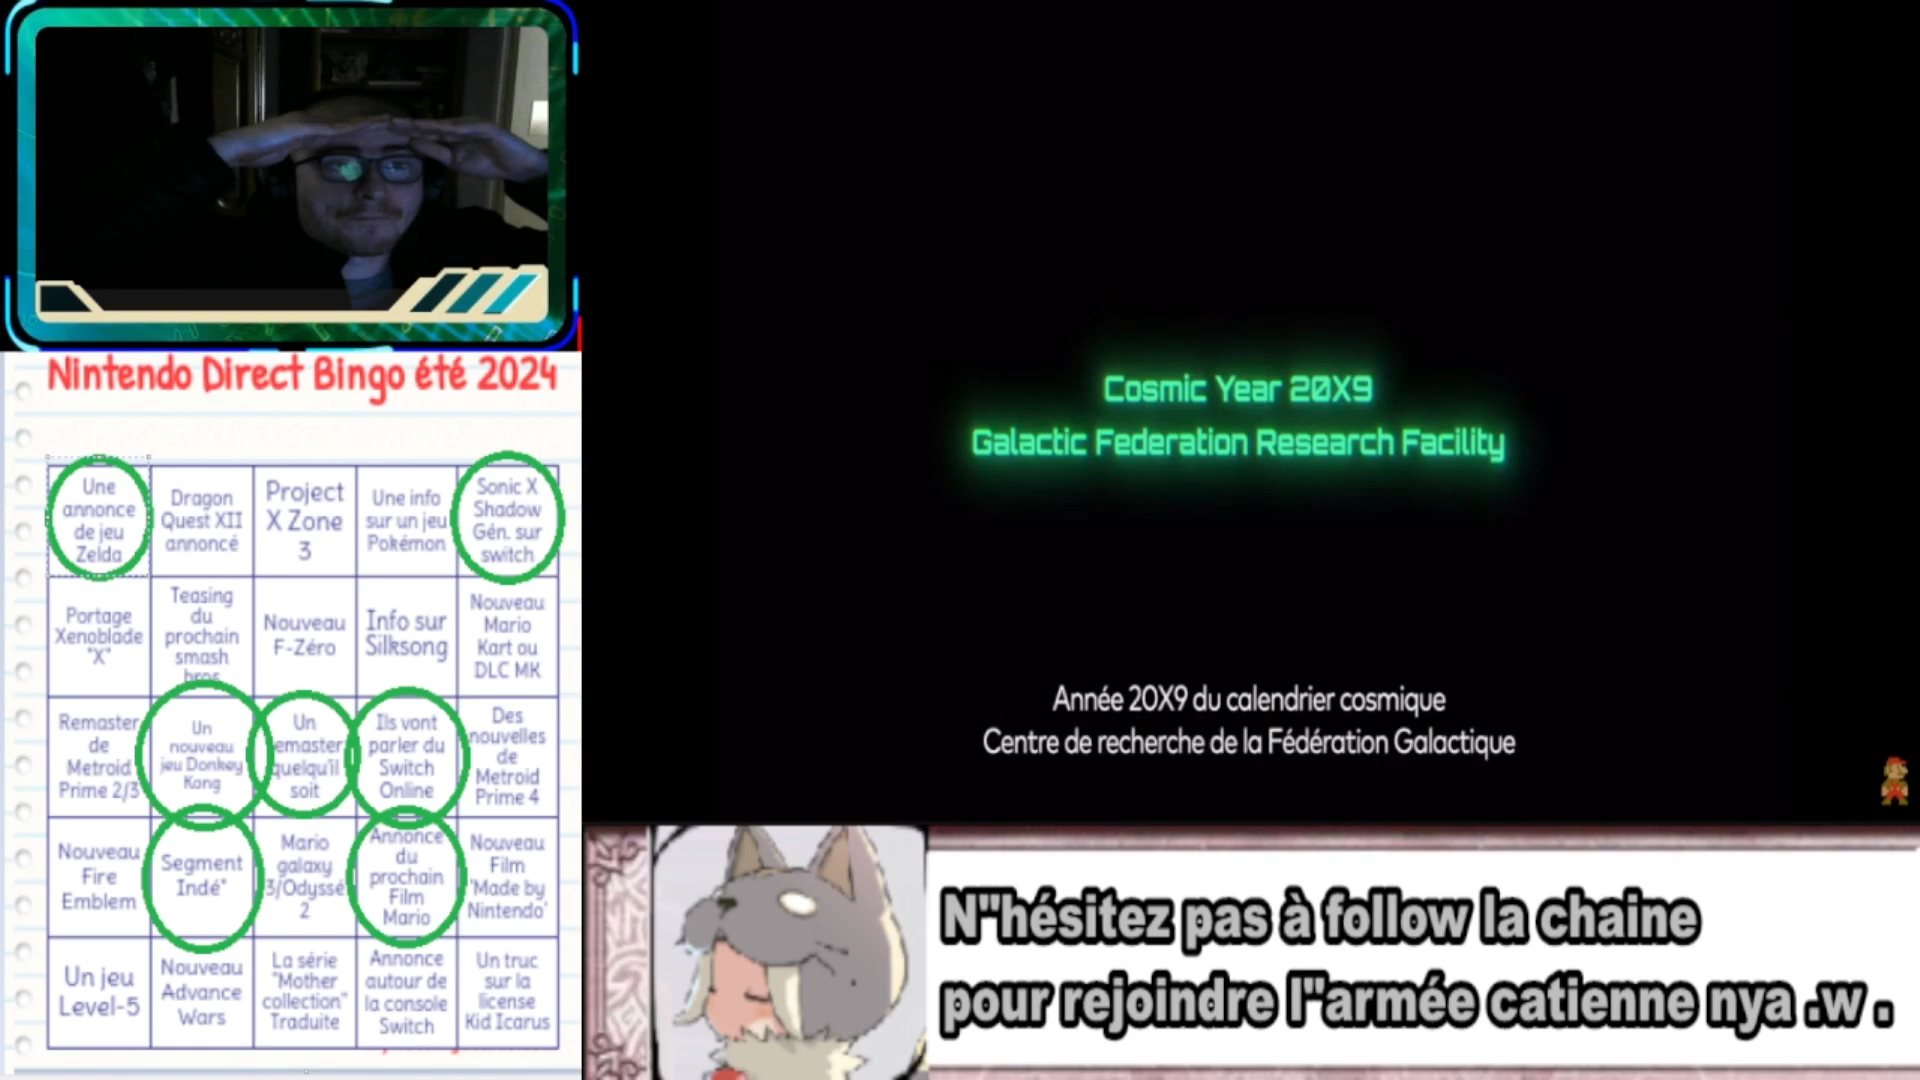 Nintendo Direct Bingo été 2024
Une
annonce
de jeu
Zelda
Dragon
Quest XII
annoncé
Project
X Zone
3
Une info
sur un jeu
Pokémon
Sonic X
Shadow
Gén. sur
switch
Portage
Xenoblade
"X"
Teasing
du
prochain
smash
bros
Nouveau
F-Zéro
Info sur
Silksong
Nouveau
Mario
Kart ou
DLC MK
Remaster
de
Metroid
Prime 2/3
Un
nouveau
jeu Donkey
Kong
Un
emaster
quelqu'il
soit
Ils vont
parler du
Switch
Online
Des
nouvelles
de
Metroid
Prime 4
Nouveau
Fire
Emblem
Segment
Indé"
Mario
galaxy
3/Odyssé
2
Annonce
du
prochain
Film
Mario
Nouveau
Film
'Made by
Nintendo'
Un jeu
Level-5
Nouveau
Advance
Wars
La série
"Mother
collection"
Traduite
Annonce
autour de
la console
Switch
Un truc
sur la
license
Kid Icarus
Cosmic Year 20X9
Galactic Federation Research Facility
Année 20X9 du calendrier cosmique
Centre de recherche de la Fédération Galactique
N"hésitez pas à follow la chaine
pour rejoindre l"armée catienne nya .w .